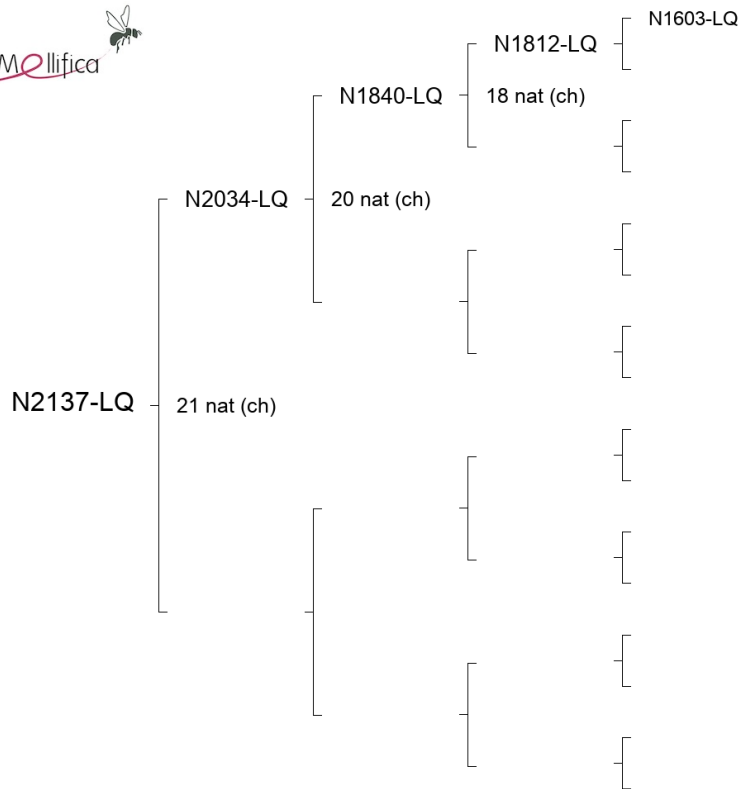 Mellifica
N1603-LQ
N1812-LQ
N1840-LQ
18 nat (ch)
N2034-LQ
20 nat (ch)
N2137-LQ
21 nat (ch)